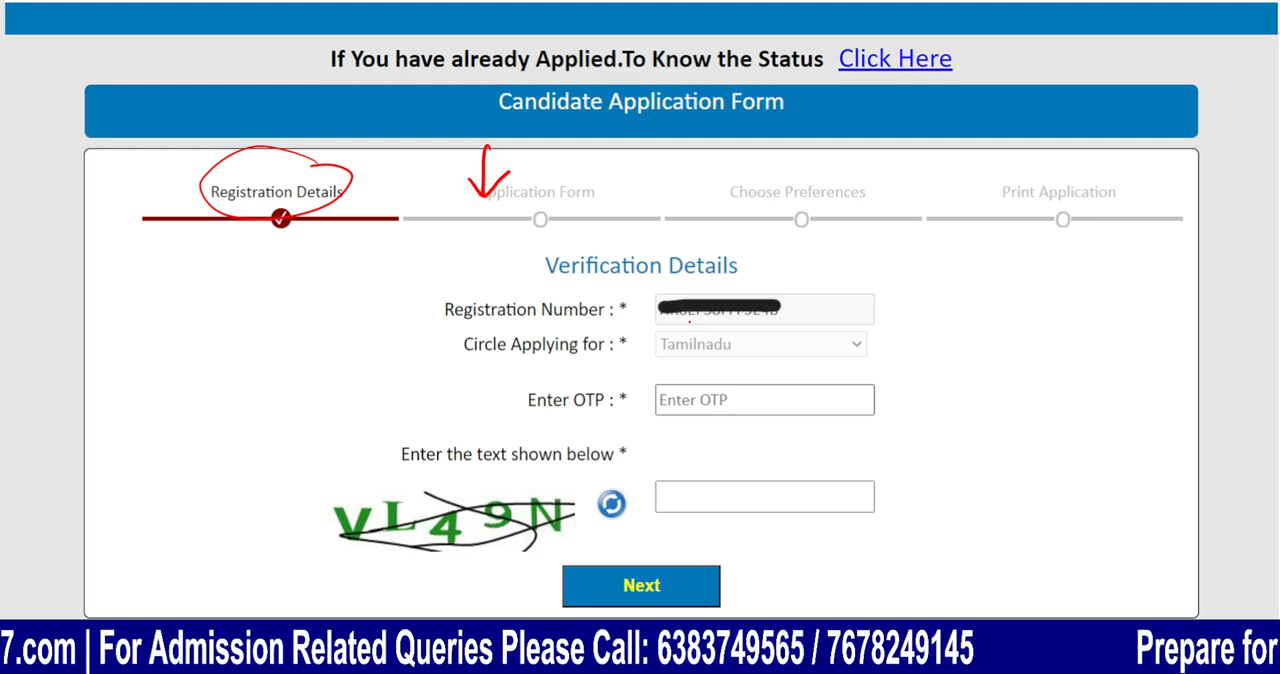 If You have already Applied.To Know the Status Click Here
Candidate Application Form
Registration Details Application Form Choose Preferences Print Application
Verification Details
Registration Number : *
Circle Applying for : * Tamilnadu
Enter OTP : * Enter OTP
Enter the text shown below *
VL49N
Next
7.com | For Admission Related Queries Please Call: 6383749565 / 7678249145 Prepare for